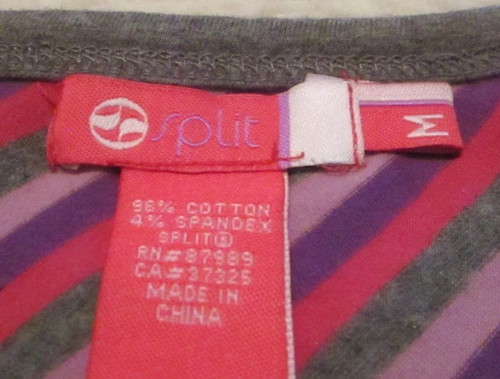 split
M
96% COTTON
4% SPANDEX
SPLIT®
RN#87989
CA#37325
MADE IN
CHINA